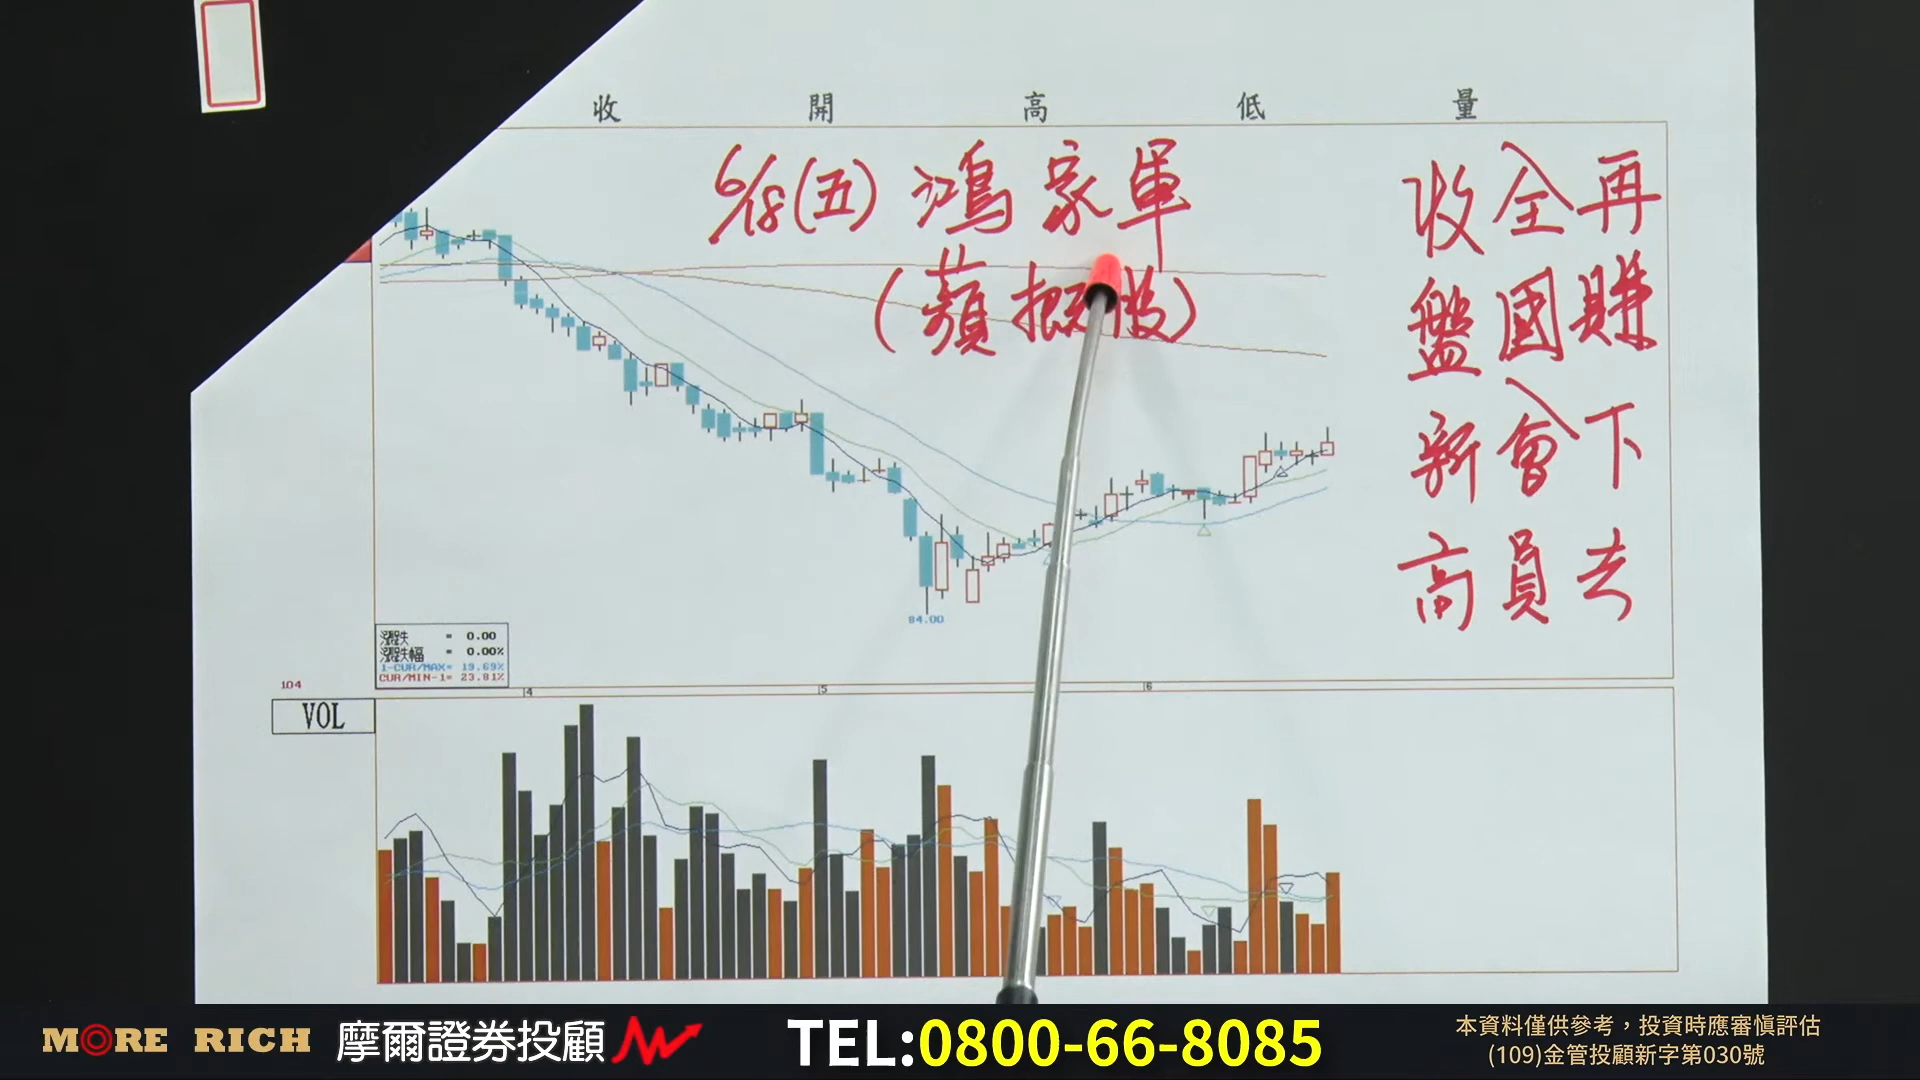 收 開 高 低 量
6/18(五) 鴻家軍
(蘋概股)
再賺下去
全國會員
收盤新高
84.00
漲跌 = 0.00
漲跌幅 = 0.00%
1-CUR/MAX= 19.69%
CUR/MIN-1= 23.81%
104
4 5 6
VOL
MORE RICH 摩爾證券投顧
TEL:0800-66-8085
本資料僅供參考，投資時應審慎評估
(109)金管投顧新字第030號